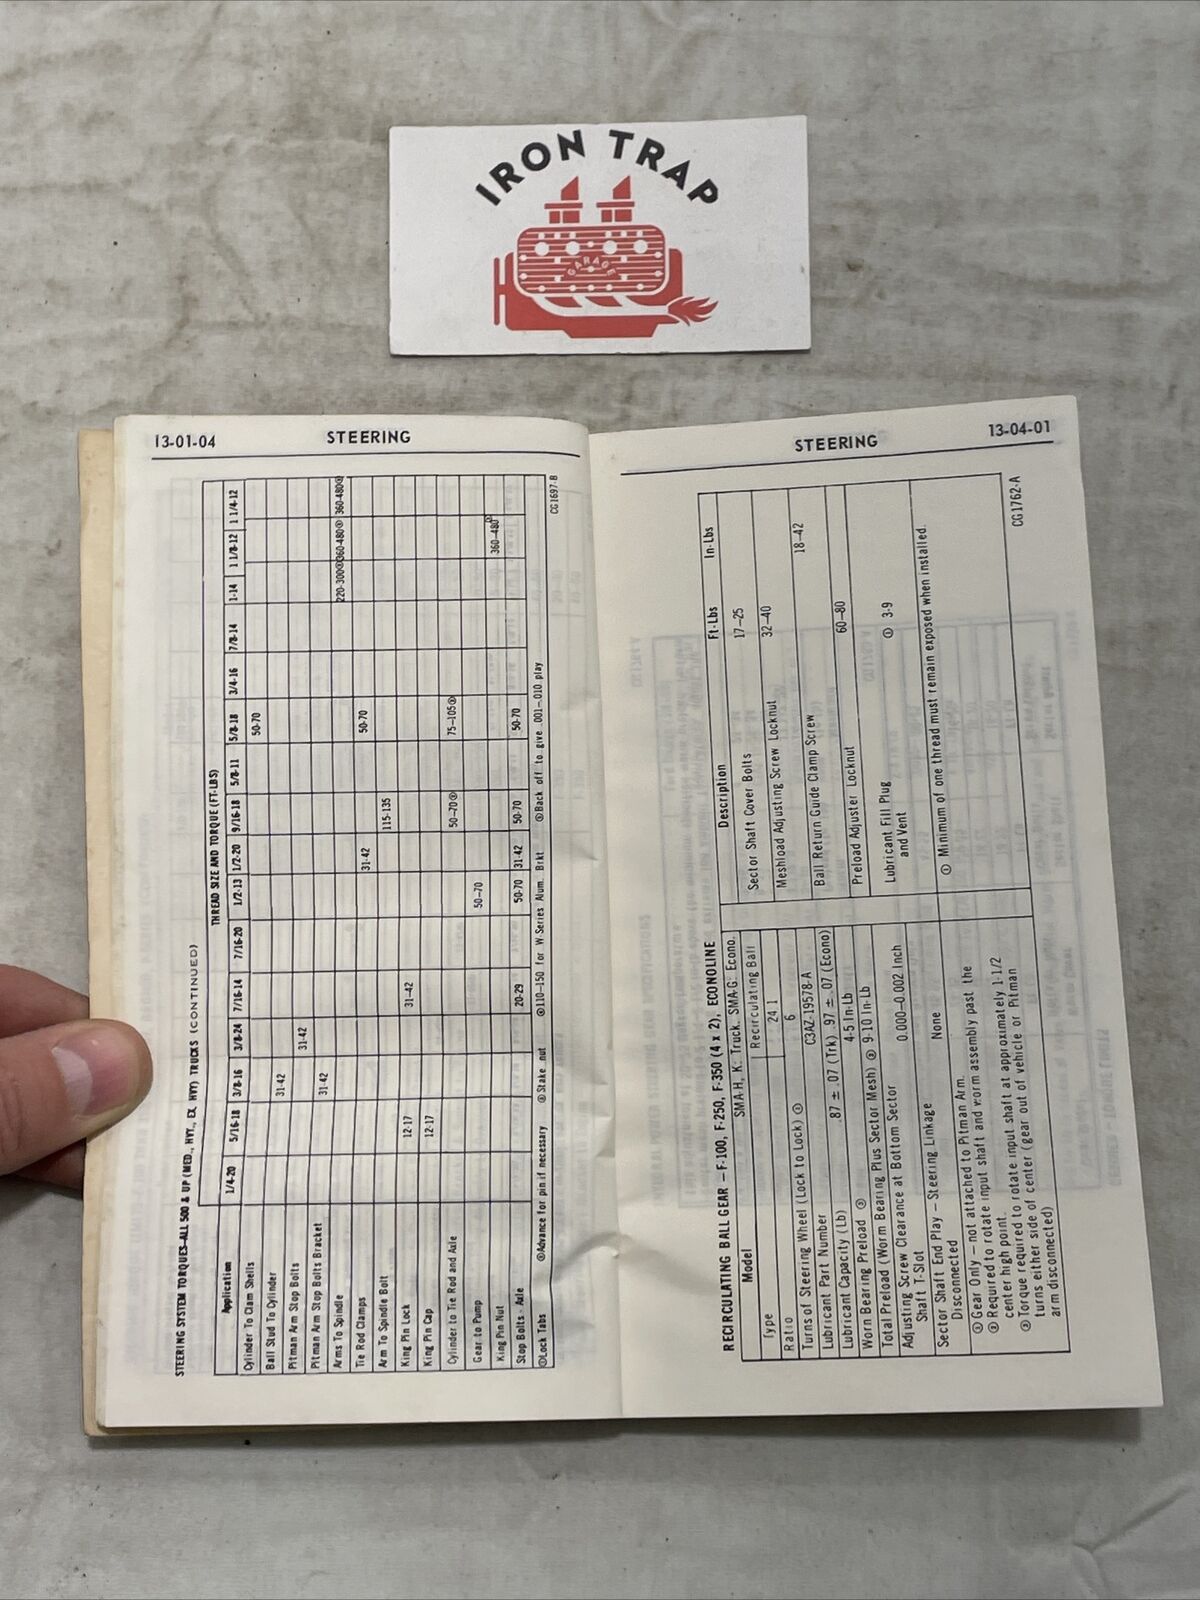 IRON TRAP
GARAGE
13-01-04
STEERING
STEERING SYSTEM TORQUES—ALL 500 & UP (MED., HVY., EX. HVY) TRUCKS (CONTINUED)
THREAD SIZE AND TORQUE (FT-LBS)
Application 1/4-20 5/16-18 3/8-16 3/8-24 7/16-14 7/16-20 1/2-13 1/2-20 9/16-18 5/8-11 5/8-18 3/4-16 7/8-14 1-14 1 1/8-12 1 1/4-12
Cylinder To Clam Shells 50-70
Ball Stud To Cylinder 31-42
Pitman Arm Stop Bolts 31-42
Pitman Arm Stop Bolts Bracket 31-42
Arms To Spindle 220-300 360-480 360-480
Tie Rod Clamps 31-42 50-70
Arm To Spindle Bolt 115-135
King Pin Lock 12-17 31-42
King Pin Cap 12-17
Cylinder to Tie Rod and Axle 50-70 75-105
Gear to Pump 50-70
King Pin Nut 360-480
Stop Bolts - Axle 20-29 50-70 31-42 50-70 50-70
①Lock Tabs Advance for pin if necessary Stake nut 110-150 for W-Series Alum. Brkt Back off to give .001-.010 play
CG1697-B
STEERING
13-04-01
RECIRCULATING BALL GEAR — F-100, F-250, F-350 (4 x 2), ECONOLINE
Model SMA-H, K: Truck. SMA-G: Econo.
Type Recirculating Ball
Ratio 24:1
Turns of Steering Wheel (Lock to Lock) ① 6
Lubricant Part Number C3AZ-19578-A
Lubricant Capacity (Lb) .87 ± .07 (Trk) .97 ± .07 (Econo)
Worn Bearing Preload ② 4-5 In-Lb
Total Preload (Worm Bearing Plus Sector Mesh) ③ 9-10 In-Lb
Adjusting Screw Clearance at Bottom Sector
Shaft T-Slot 0.000-0.002 Inch
Sector Shaft End Play — Steering Linkage
Disconnected None
① Gear Only — not attached to Pitman Arm.
② Required to rotate input shaft and worm assembly past the
center high point.
③ Torque required to rotate input shaft at approximately 1-1/2
turns either side of center (gear out of vehicle or Pitman
arm disconnected)
Description Ft-Lbs In-Lbs
Sector Shaft Cover Bolts 17-25
Meshload Adjusting Screw Locknut 32-40
Ball Return Guide Clamp Screw 18-42
Preload Adjuster Locknut 60-80
Lubricant Fill Plug
and Vent ① 3-9
① Minimum of one thread must remain exposed when installed.
CG1762-A